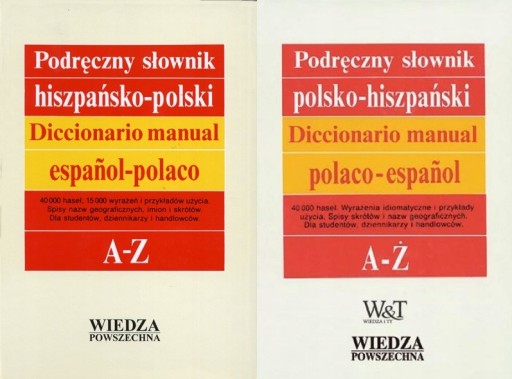 Podręczny słownik
hiszpańsko-polski
Diccionario manual
español-polaco
40 000 haseł, 15 000 wyrażeń i przykładów użycia.
Spisy nazw geograficznych, imion i skrótów.
Dla studentów, dziennikarzy i handlowców.
A-Z
WIEDZA
POWSZECHNA
Podręczny słownik
polsko-hiszpański
Diccionario manual
polaco-español
40 000 haseł. Wyrażenia idiomatyczne i przykłady
użycia. Spisy skrótów i nazw geograficznych.
Dla studentów, dziennikarzy i handlowców.
A-Ż
W&T
WIEDZA i TY
WIEDZA
POWSZECHNA